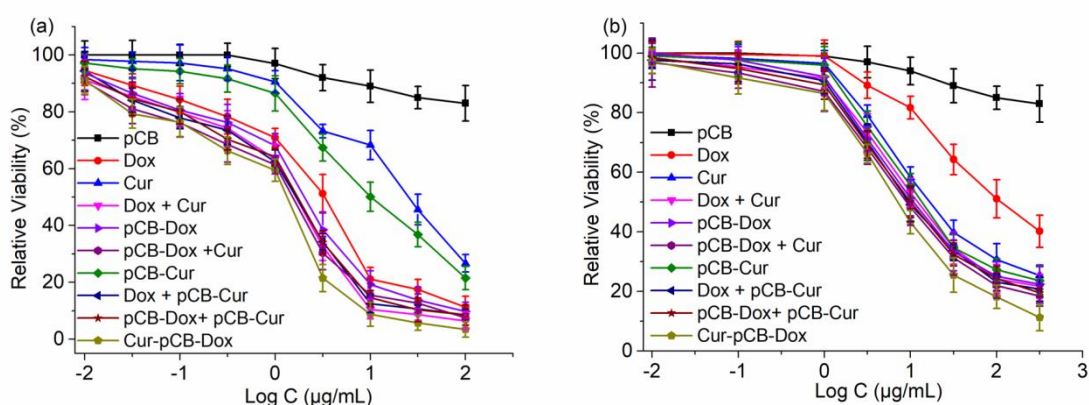 (a)
Relative Viability (%)
100
80
60
40
20
0
pCB
Dox
Cur
Dox + Cur
pCB-Dox
pCB-Dox +Cur
pCB-Cur
Dox + pCB-Cur
pCB-Dox+ pCB-Cur
Cur-pCB-Dox
-2 -1 0 1 2
Log C (µg/mL)
(b)
Relative Viability (%)
100
80
60
40
20
0
pCB
Dox
Cur
Dox + Cur
pCB-Dox
pCB-Dox + Cur
pCB-Cur
Dox + pCB-Cur
pCB-Dox+ pCB-Cur
Cur-pCB-Dox
-2 -1 0 1 2 3
Log C (µg/mL)